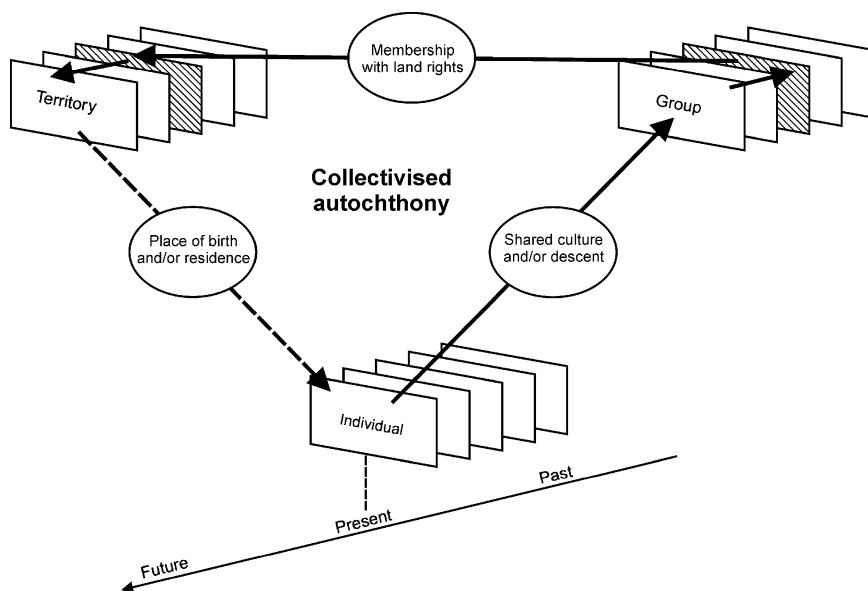 Membership
with land rights
Territory
Group
Collectivised
autochthony
Place of birth
and/or residence
Shared culture
and/or descent
Individual
Past
Present
Future